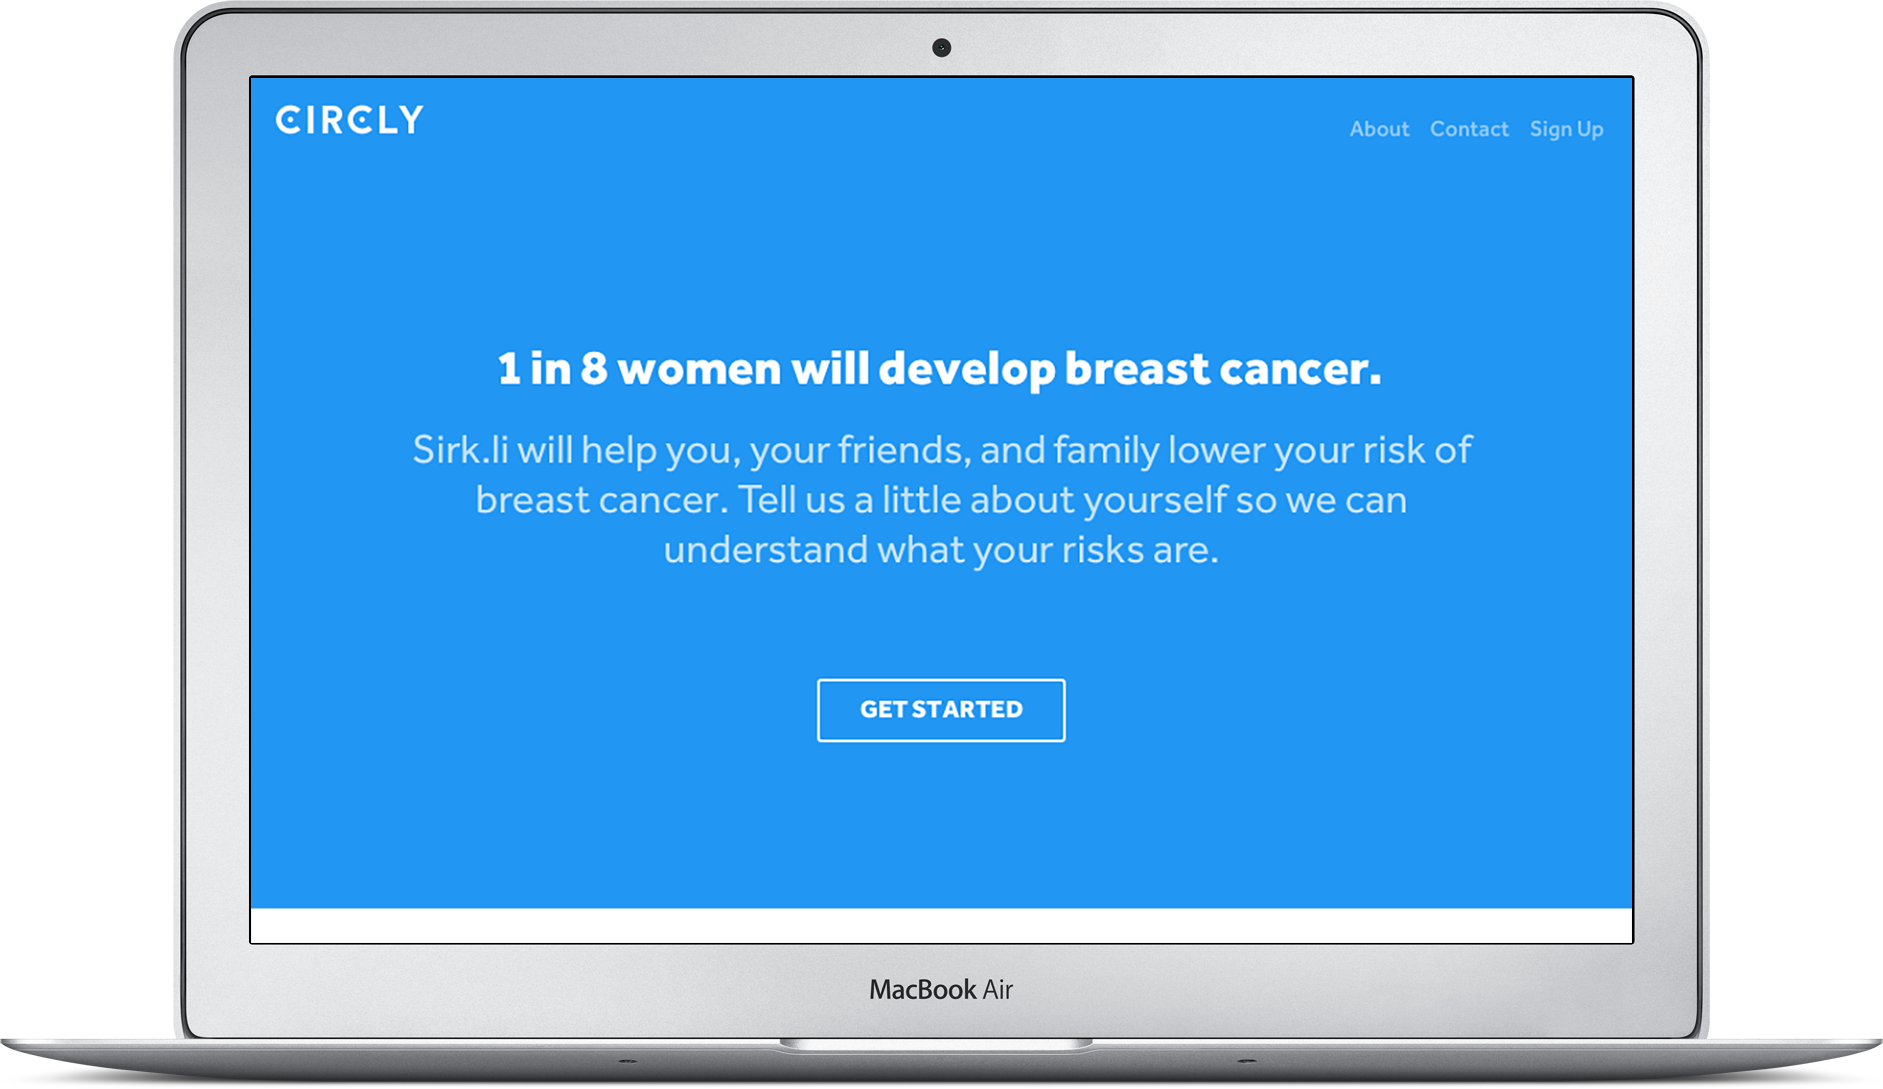 CIRCLY
About Contact Sign Up
1 in 8 women will develop breast cancer.
Sirk.li will help you, your friends, and family lower your risk of
breast cancer. Tell us a little about yourself so we can
understand what your risks are.
GET STARTED
MacBook Air